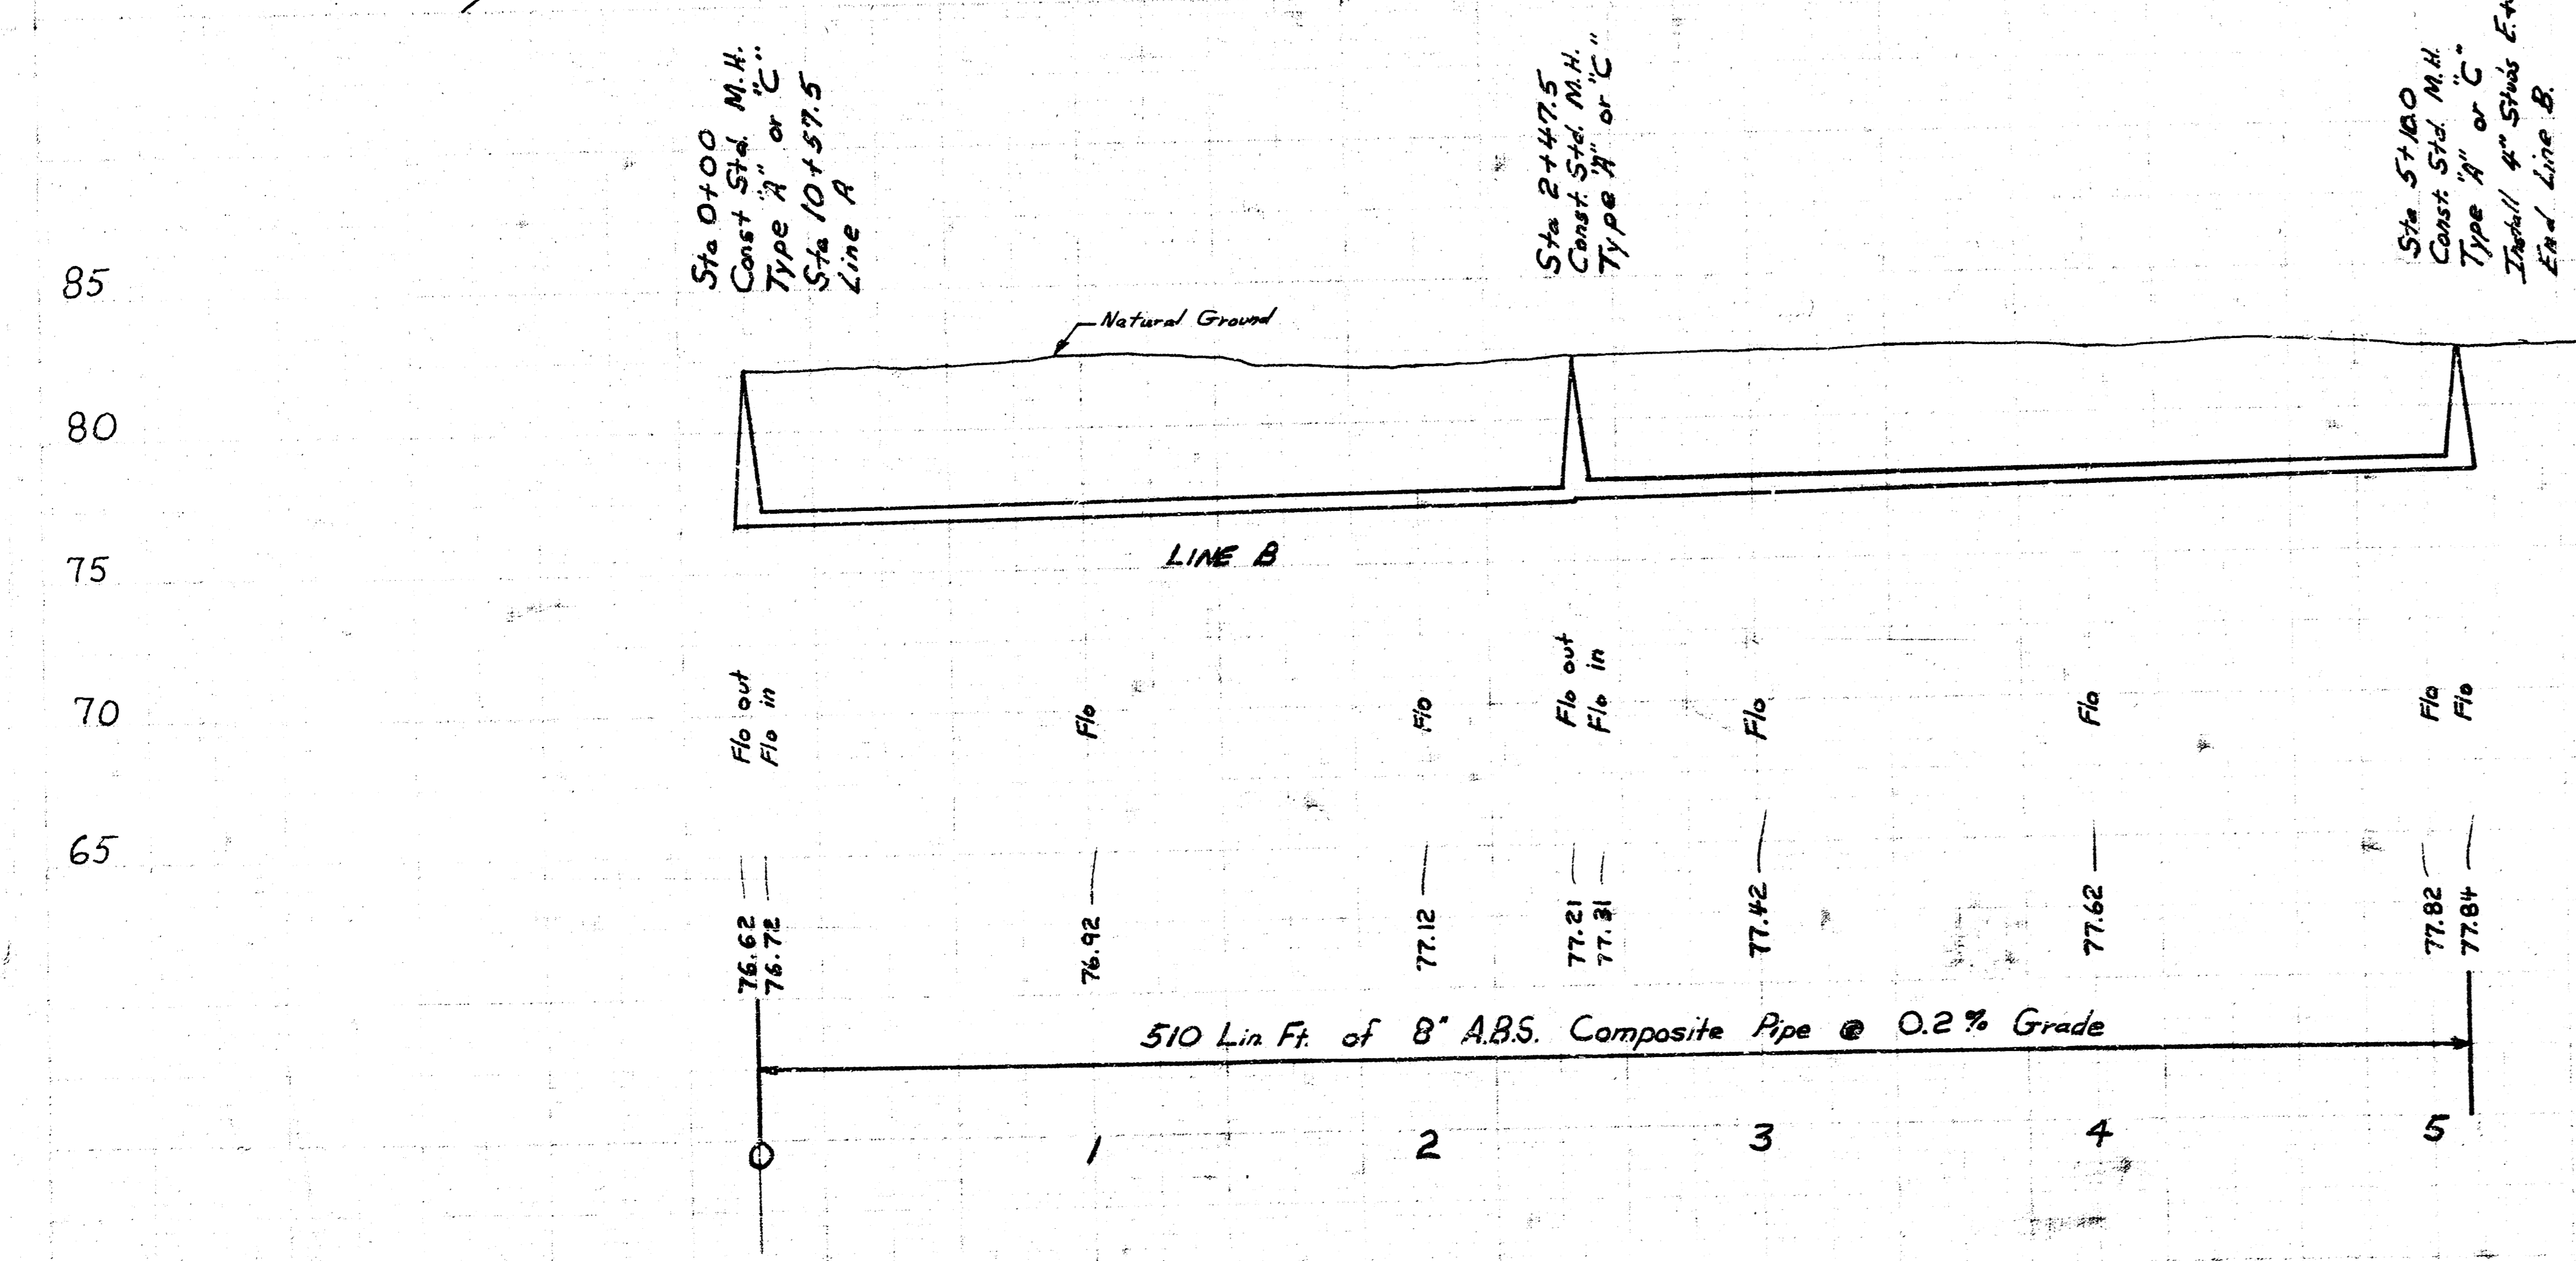 Sta 0+00
Const Std. M.H.
Type "A" or "C"
Sta 10+57.5
Line A
Sta 2+47.5
Const. Std. M.H.
Type "A" or "C"
Sta 5+10.0
Const. Std. M.H.
Type "A" or "C"
Install 4" Stubs
End Line B.
85
80
75
70
65
Natural Ground
LINE B
Flo out
Flo in
Flo
Flo
Flo out
Flo in
Flo
Flo
Flo
Flo
76.62
76.72
76.92
77.12
77.21
77.31
77.42
77.62
77.82
77.84
510 Lin Ft. of 8" A.B.S. Composite Pipe @ 0.2% Grade
0 1 2 3 4 5